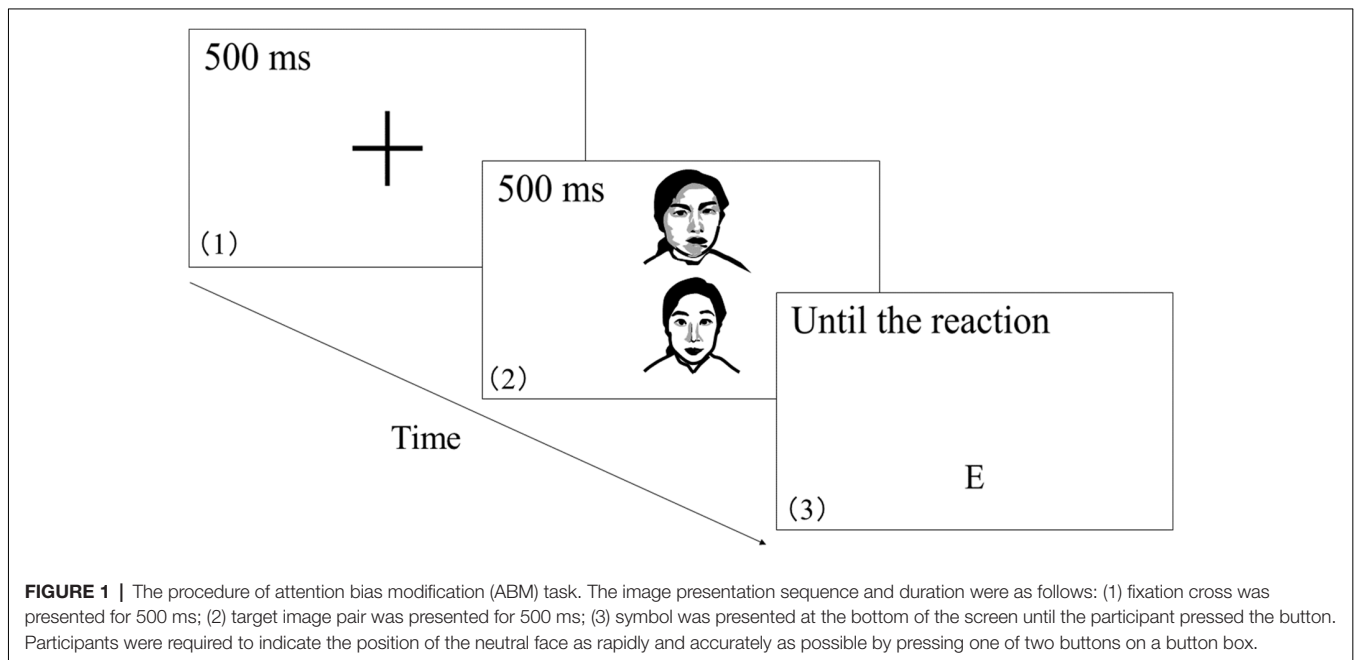 500 ms
(1)
500 ms
(2)
Until the reaction
E
(3)
Time
FIGURE 1 | The procedure of attention bias modification (ABM) task. The image presentation sequence and duration were as follows: (1) fixation cross was
presented for 500 ms; (2) target image pair was presented for 500 ms; (3) symbol was presented at the bottom of the screen until the participant pressed the button.
Participants were required to indicate the position of the neutral face as rapidly and accurately as possible by pressing one of two buttons on a button box.